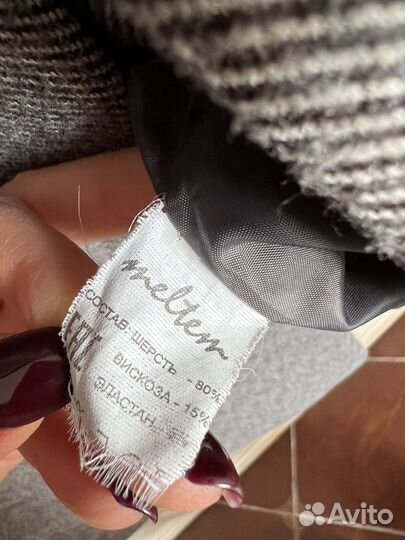 meltem
СОСТАВ: ШЕРСТЬ - 80%
ВИСКОЗА - 15%
ЭЛАСТАН
Avito